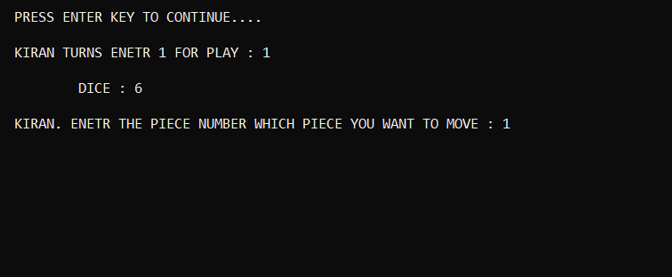 PRESS ENTER KEY TO CONTINUE....
KIRAN TURNS ENETR 1 FOR PLAY : 1
DICE : 6
KIRAN. ENETR THE PIECE NUMBER WHICH PIECE YOU WANT TO MOVE : 1